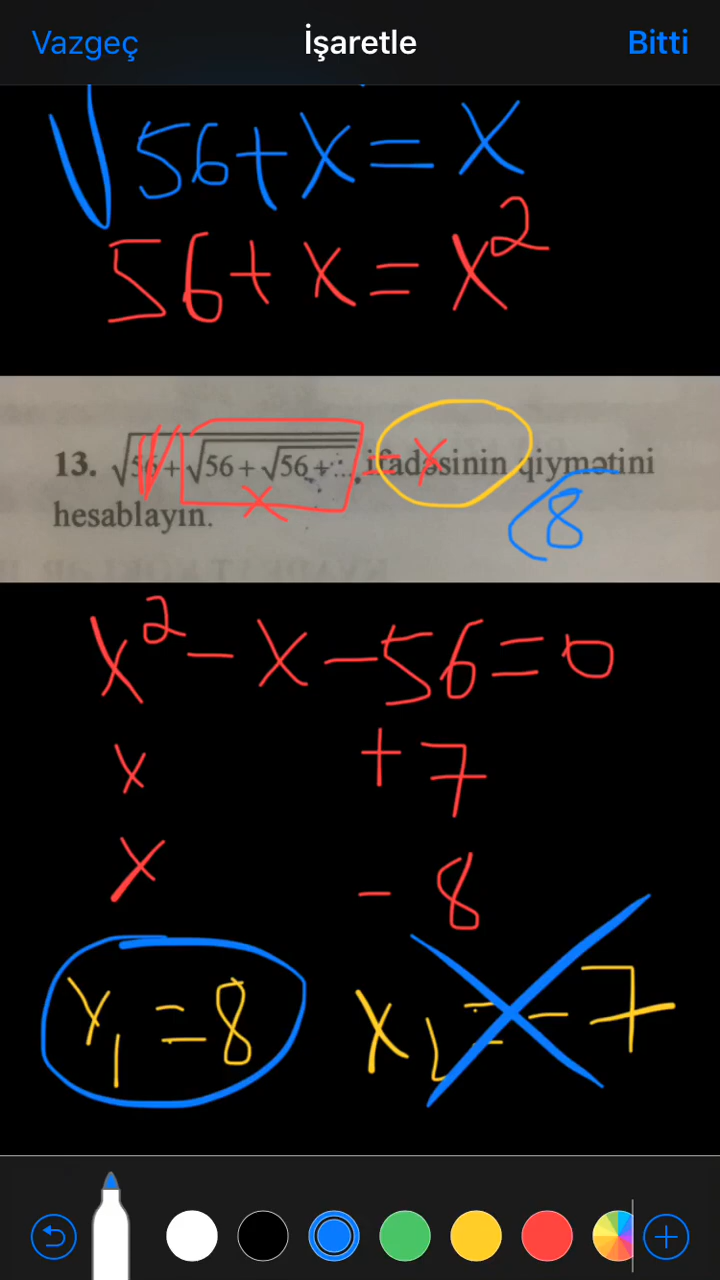 Vazgeç İşaretle Bitti
√56+x=x
56+x=x²
13. √56+√56+√56+... ifadəsinin qiymətini
= x
x
hesablayın.
8
x²-x-56=0
x +7
x -8
x₁=8 x₂=-7